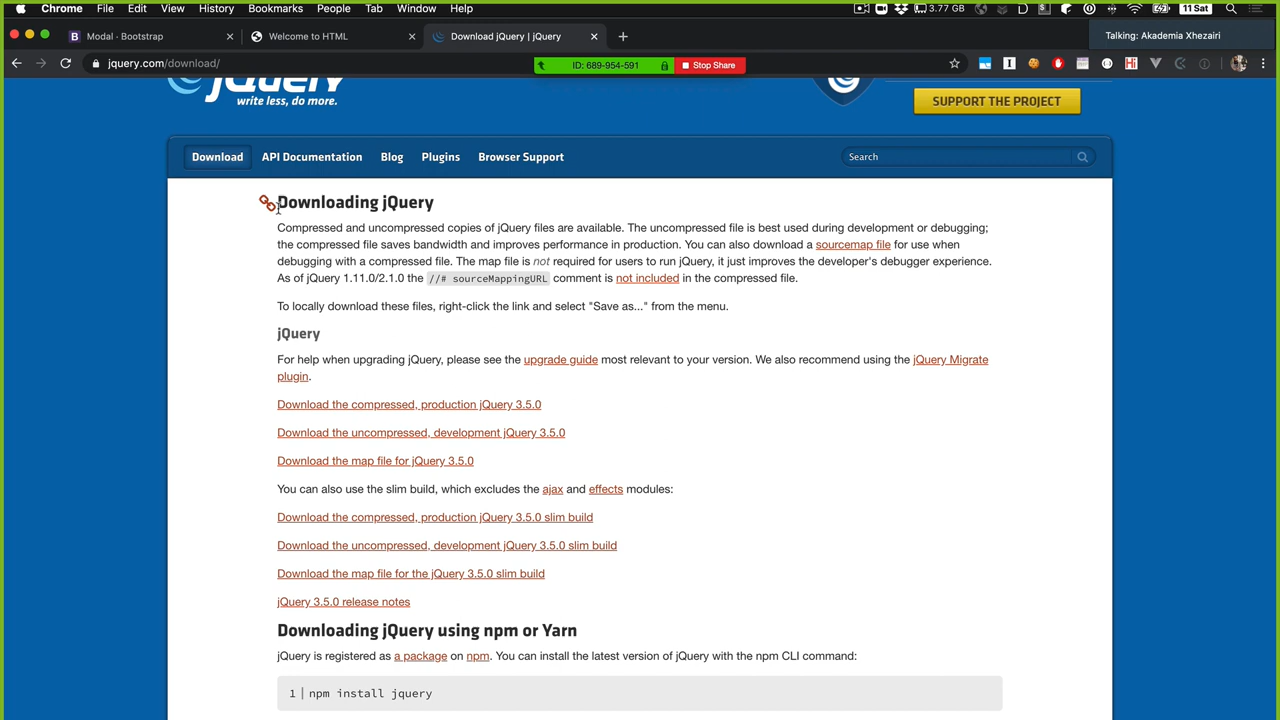 Chrome File Edit View History Bookmarks People Tab Window Help 3.77 GB 11 Sat
Modal · Bootstrap Welcome to HTML Download jQuery | jQuery Talking: Akademia Xhezairi
jquery.com/download/ ID: 689-954-591 Stop Share
jQuery
write less, do more.
SUPPORT THE PROJECT
Download API Documentation Blog Plugins Browser Support Search
Downloading jQuery
Compressed and uncompressed copies of jQuery files are available. The uncompressed file is best used during development or debugging;
the compressed file saves bandwidth and improves performance in production. You can also download a sourcemap file for use when
debugging with a compressed file. The map file is not required for users to run jQuery, it just improves the developer's debugger experience.
As of jQuery 1.11.0/2.1.0 the //# sourceMappingURL comment is not included in the compressed file.
To locally download these files, right-click the link and select "Save as..." from the menu.
jQuery
For help when upgrading jQuery, please see the upgrade guide most relevant to your version. We also recommend using the jQuery Migrate
plugin.
Download the compressed, production jQuery 3.5.0
Download the uncompressed, development jQuery 3.5.0
Download the map file for jQuery 3.5.0
You can also use the slim build, which excludes the ajax and effects modules:
Download the compressed, production jQuery 3.5.0 slim build
Download the uncompressed, development jQuery 3.5.0 slim build
Download the map file for the jQuery 3.5.0 slim build
jQuery 3.5.0 release notes
Downloading jQuery using npm or Yarn
jQuery is registered as a package on npm. You can install the latest version of jQuery with the npm CLI command:
1 npm install jquery